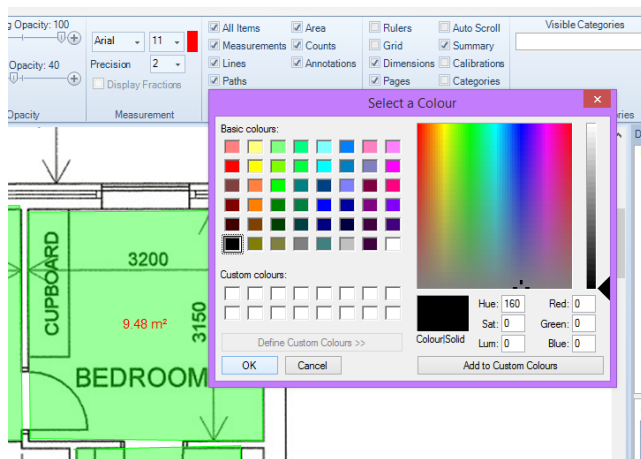 g Opacity: 100
Opacity: 40
Opacity
Arial
11
Precision
2
Display Fractions
Measurement
All Items
Measurements
Lines
Paths
Area
Counts
Annotations
Rulers
Grid
Dimensions
Pages
Auto Scroll
Summary
Calibrations
Categories
Visible Categories
ries
D
Select a Colour
Basic colours:
Custom colours:
Define Custom Colours >>
OK
Cancel
Colour|Solid
Hue: 160
Sat: 0
Lum: 0
Red: 0
Green: 0
Blue: 0
Add to Custom Colours
CUPBOARD
3200
9.48 m²
3150
BEDROOM